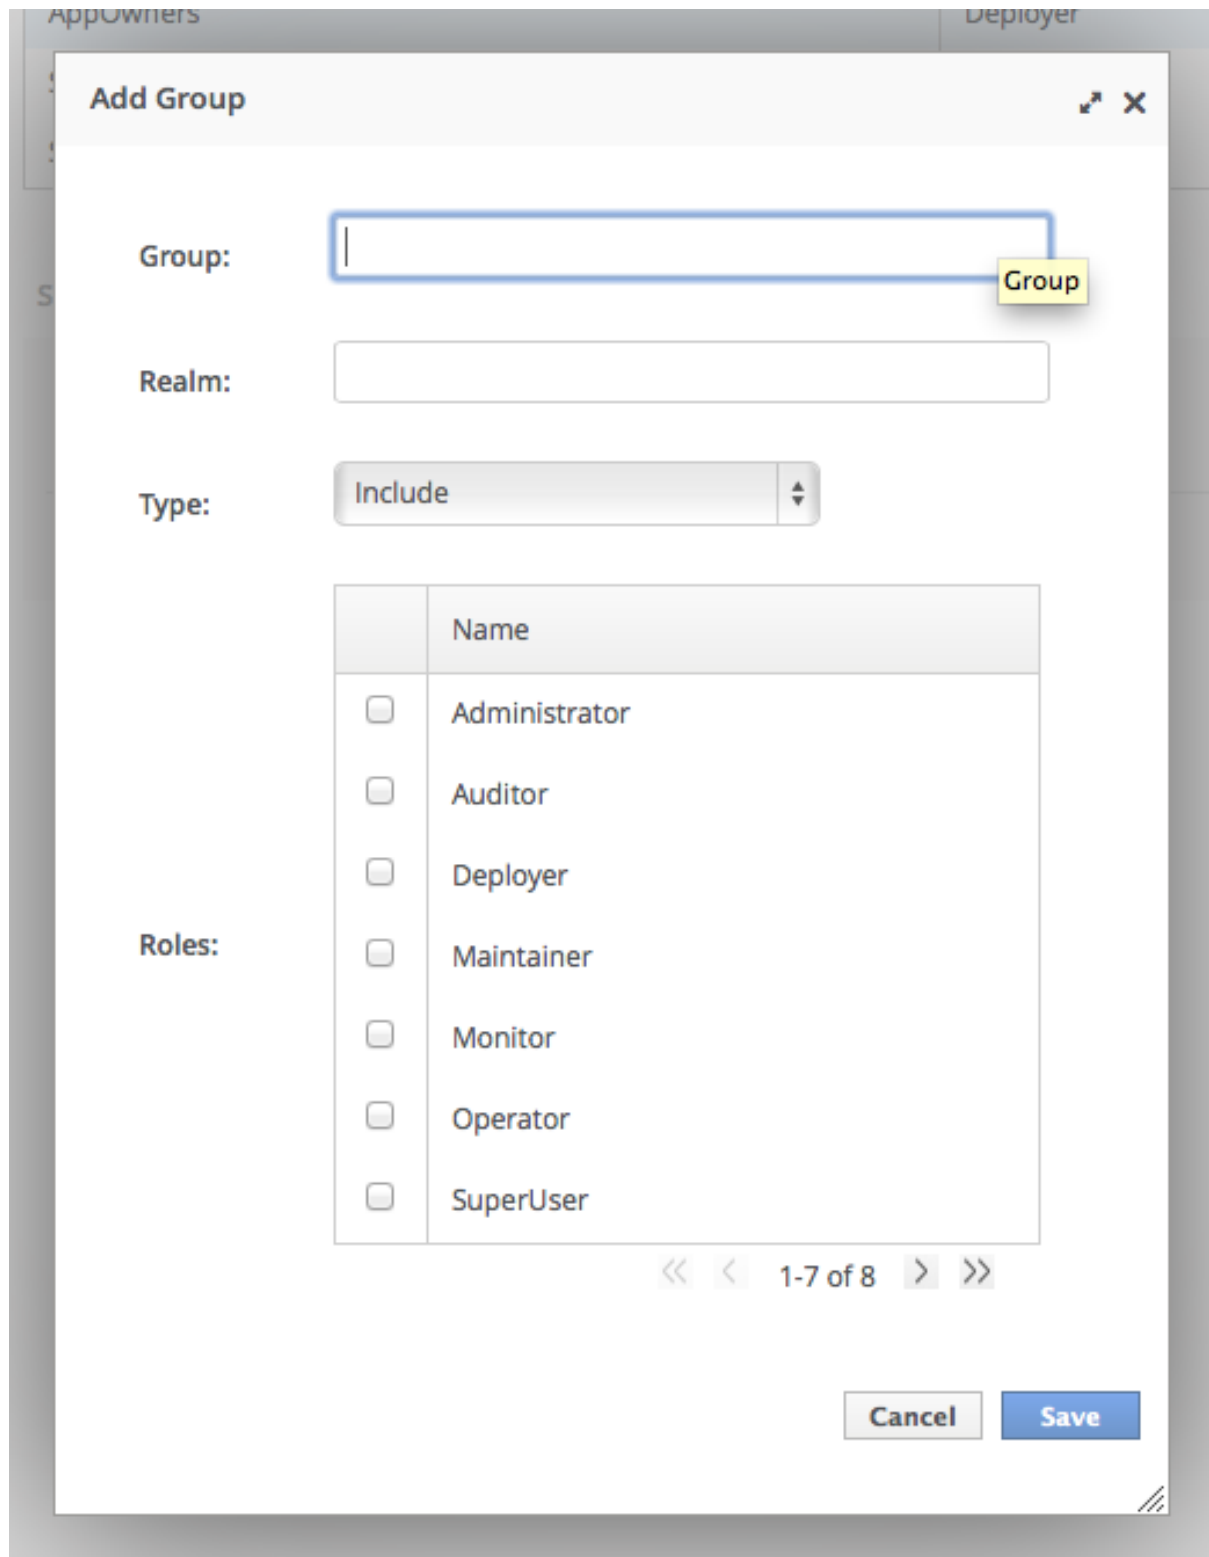 AppOwners Deployer
Add Group
Group:
Group
Realm:
Type: Include
Name
Administrator
Auditor
Deployer
Roles:
Maintainer
Monitor
Operator
SuperUser
1-7 of 8
Cancel Save